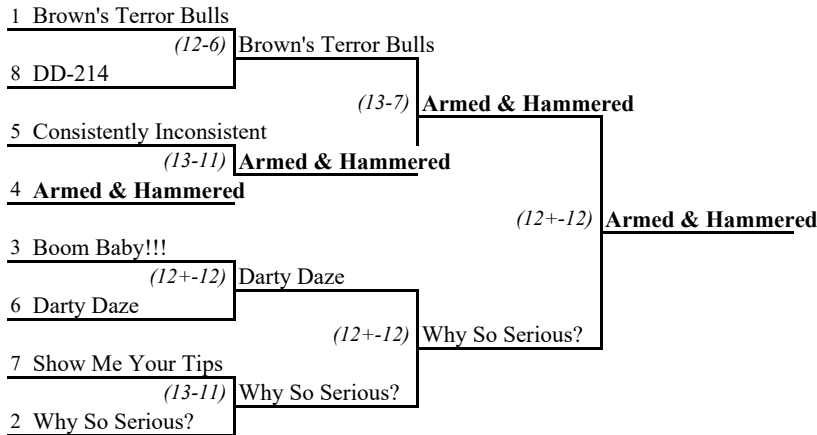 1 Brown's Terror Bulls
(12-6) Brown's Terror Bulls
8 DD-214
(13-7) Armed & Hammered
5 Consistently Inconsistent
(13-11) Armed & Hammered
4 Armed & Hammered
(12+-12) Armed & Hammered
3 Boom Baby!!!
(12+-12) Darty Daze
6 Darty Daze
(12+-12) Why So Serious?
7 Show Me Your Tips
(13-11) Why So Serious?
2 Why So Serious?